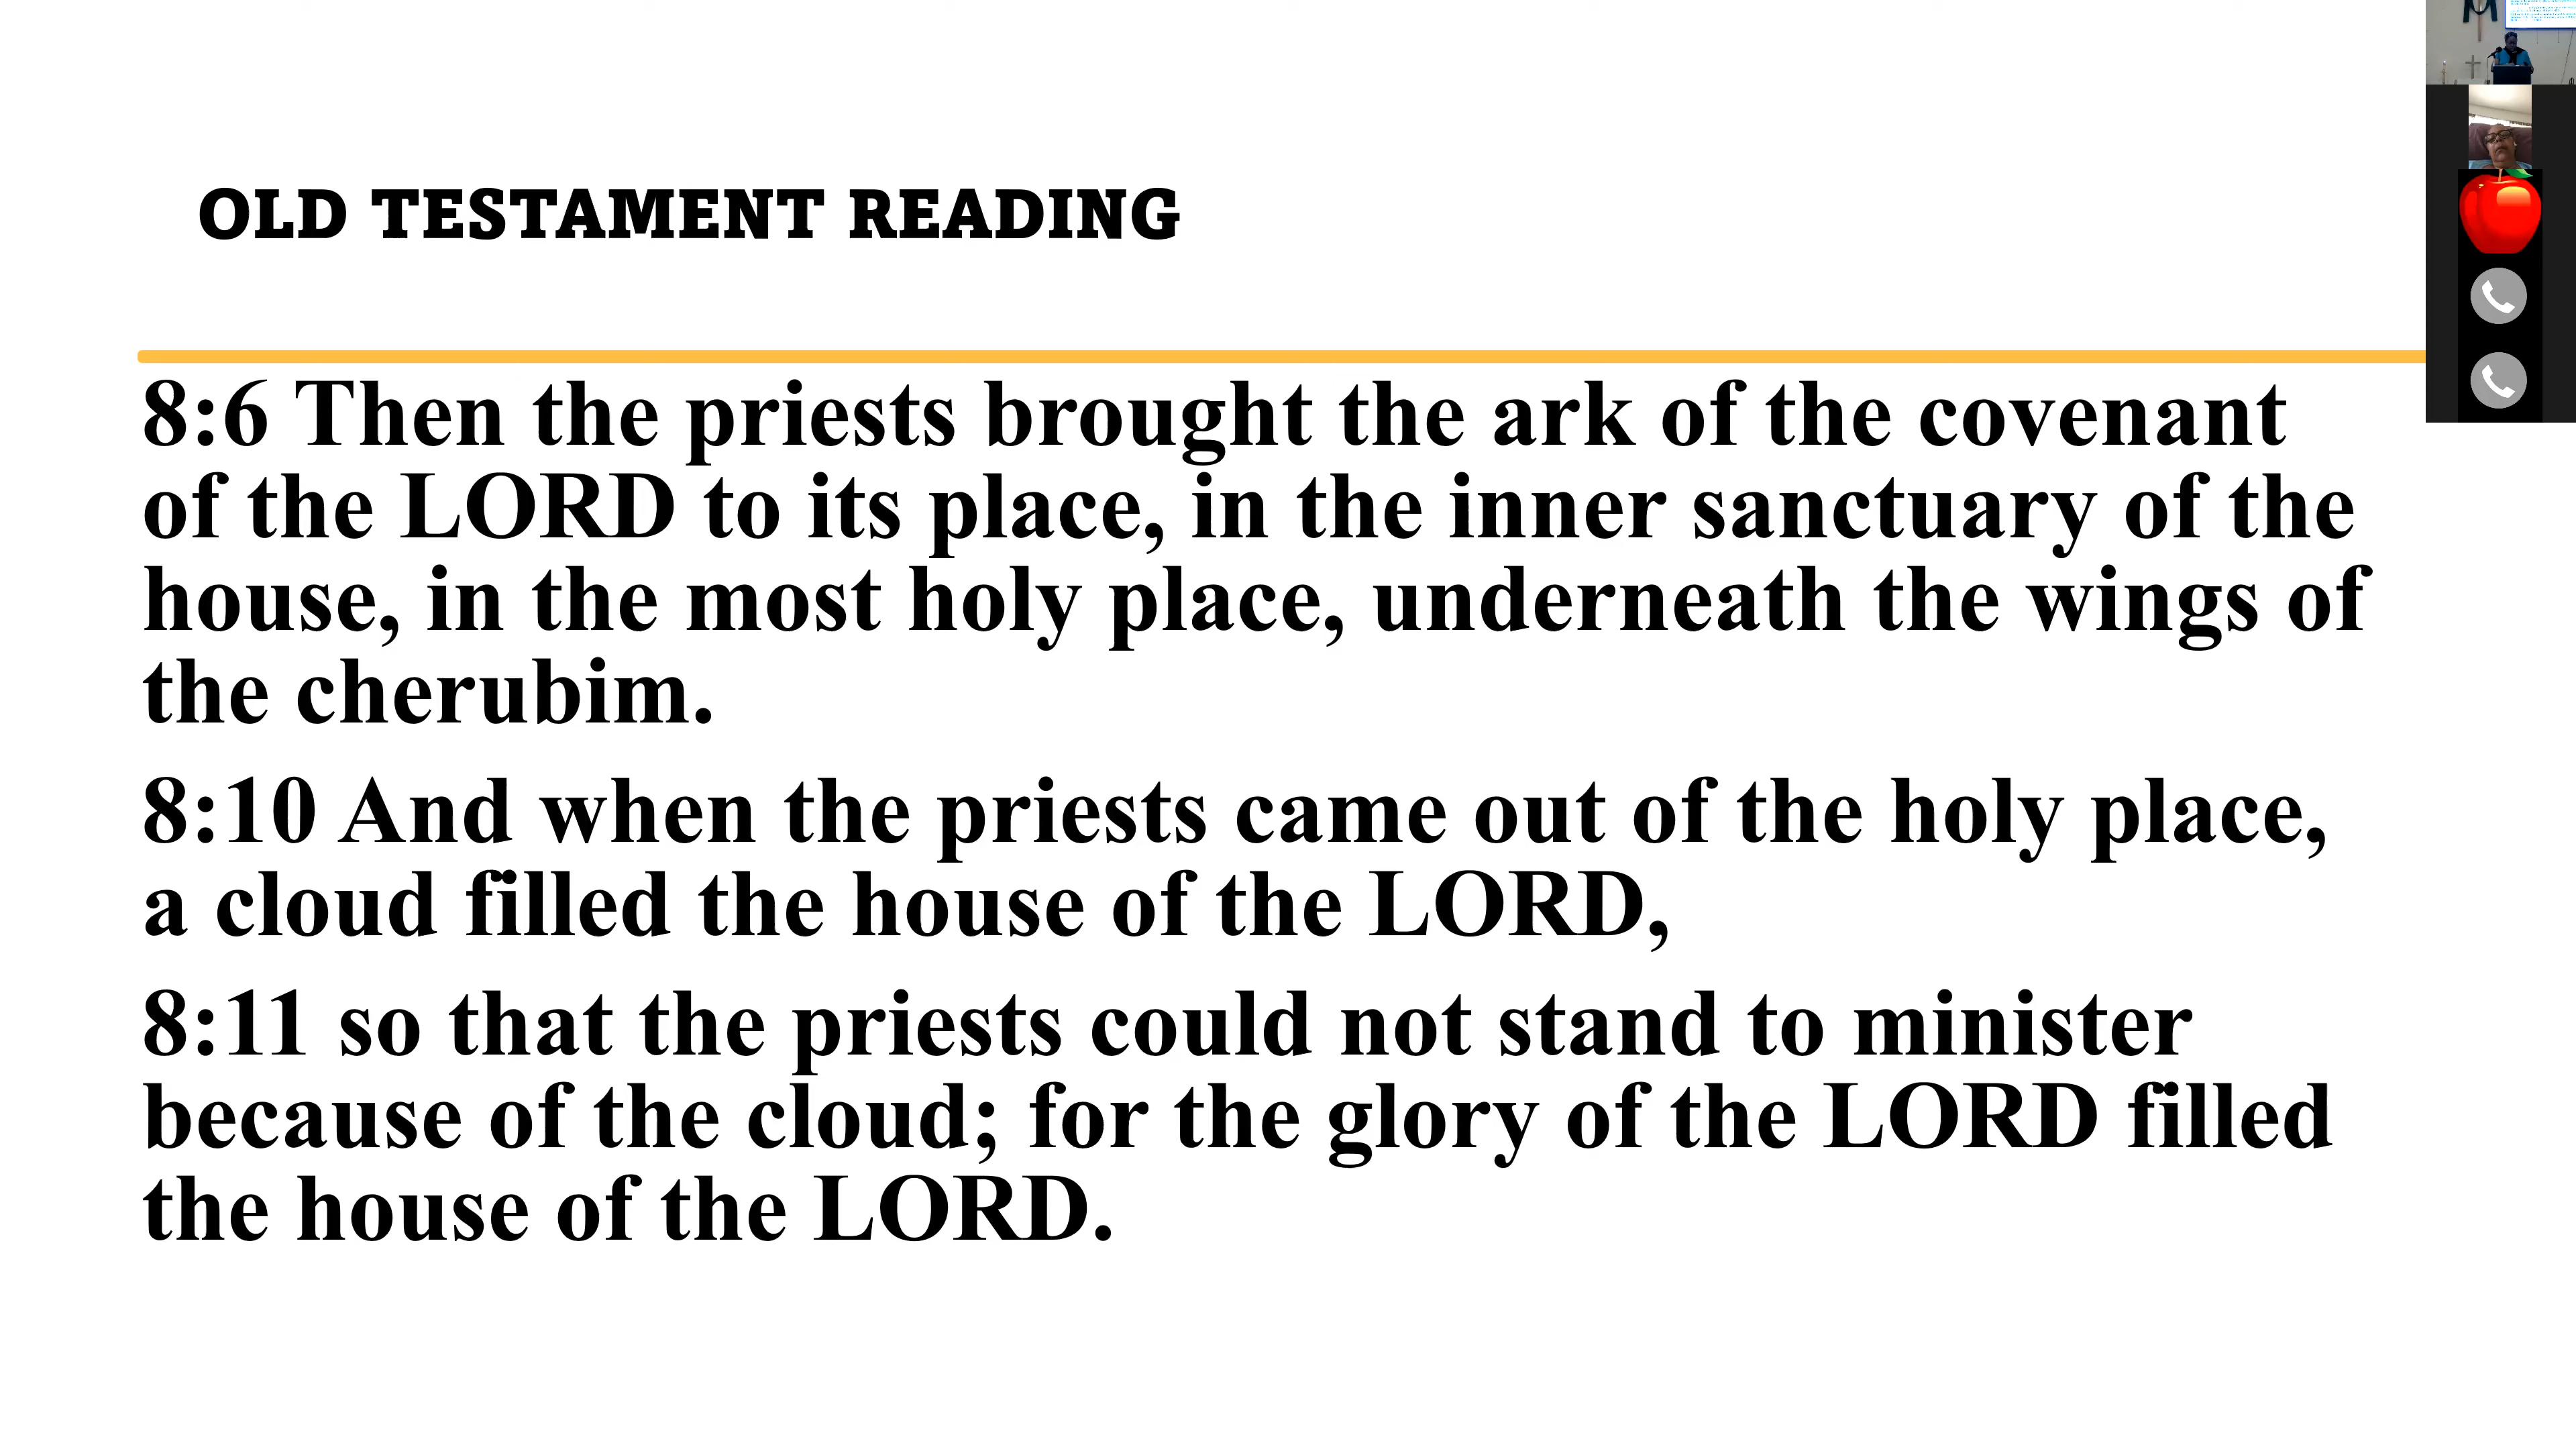 OLD TESTAMENT READING
8:6 Then the priests brought the ark of the covenant
of the LORD to its place, in the inner sanctuary of the
house, in the most holy place, underneath the wings of
the cherubim.
8:10 And when the priests came out of the holy place,
a cloud filled the house of the LORD,
8:11 so that the priests could not stand to minister
because of the cloud; for the glory of the LORD filled
the house of the LORD.